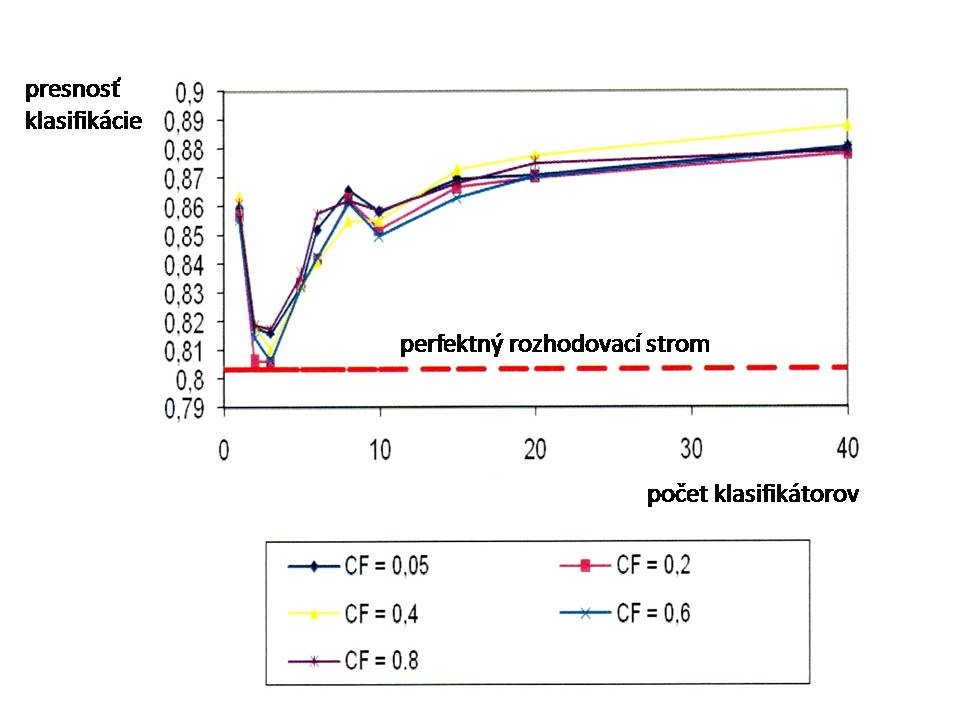 presnosť
klasifikácie
0,9
0,89
0,88
0,87
0,86
0,85
0,84
0,83
0,82
0,81
0,8
0,79
perfektný rozhodovací strom
0 10 20 30 40
počet klasifikátorov
CF = 0,05 CF = 0,2
CF = 0,4 CF = 0,6
CF = 0.8